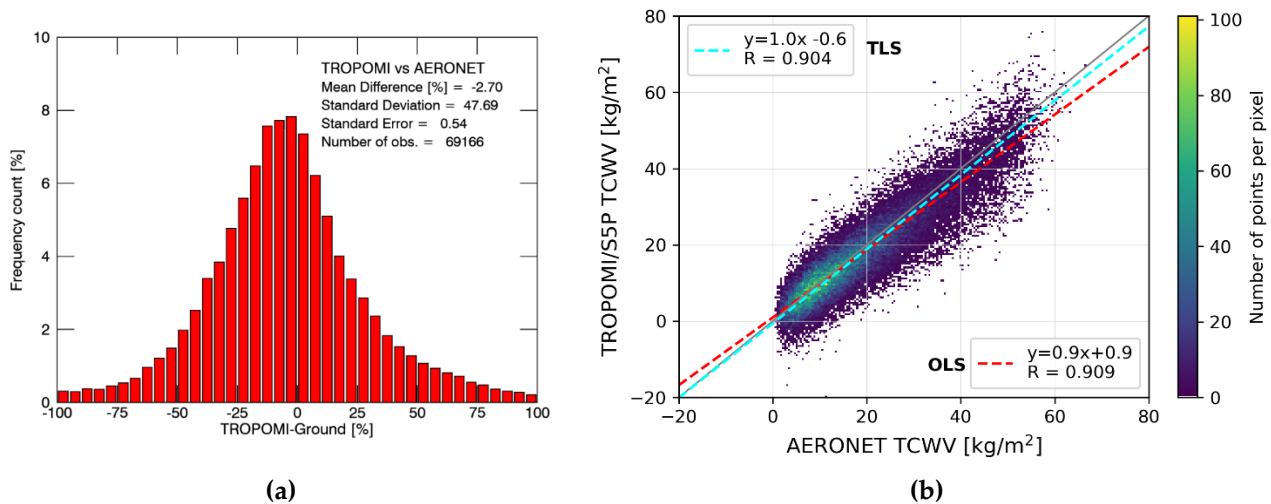 10
8
6
4
2
0
Frequency count [%]
TROPOMI vs AERONET
Mean Difference [%] = -2.70
Standard Deviation = 47.69
Standard Error = 0.54
Number of obs. = 69166
-100 -75 -50 -25 0 25 50 75 100
TROPOMI-Ground [%]
(a)
80
60
40
20
0
−20
TROPOMI/S5P TCWV [kg/m²]
y=1.0x -0.6
R = 0.904
TLS
OLS
y=0.9x+0.9
R = 0.909
−20 0 20 40 60 80
AERONET TCWV [kg/m²]
100
80
60
40
20
0
Number of points per pixel
(b)